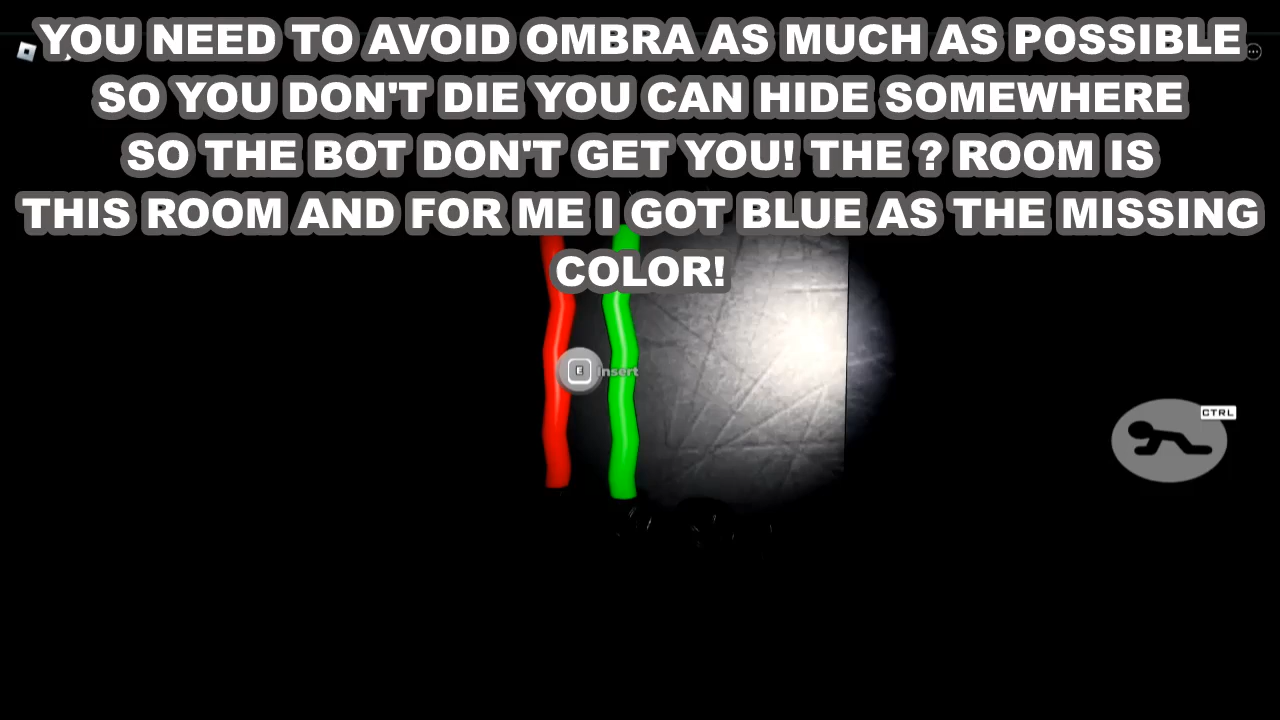 YOU NEED TO AVOID OMBRA AS MUCH AS POSSIBLE
SO YOU DON'T DIE YOU CAN HIDE SOMEWHERE
SO THE BOT DON'T GET YOU! THE ? ROOM IS
THIS ROOM AND FOR ME I GOT BLUE AS THE MISSING
COLOR!
E Insert
CTRL